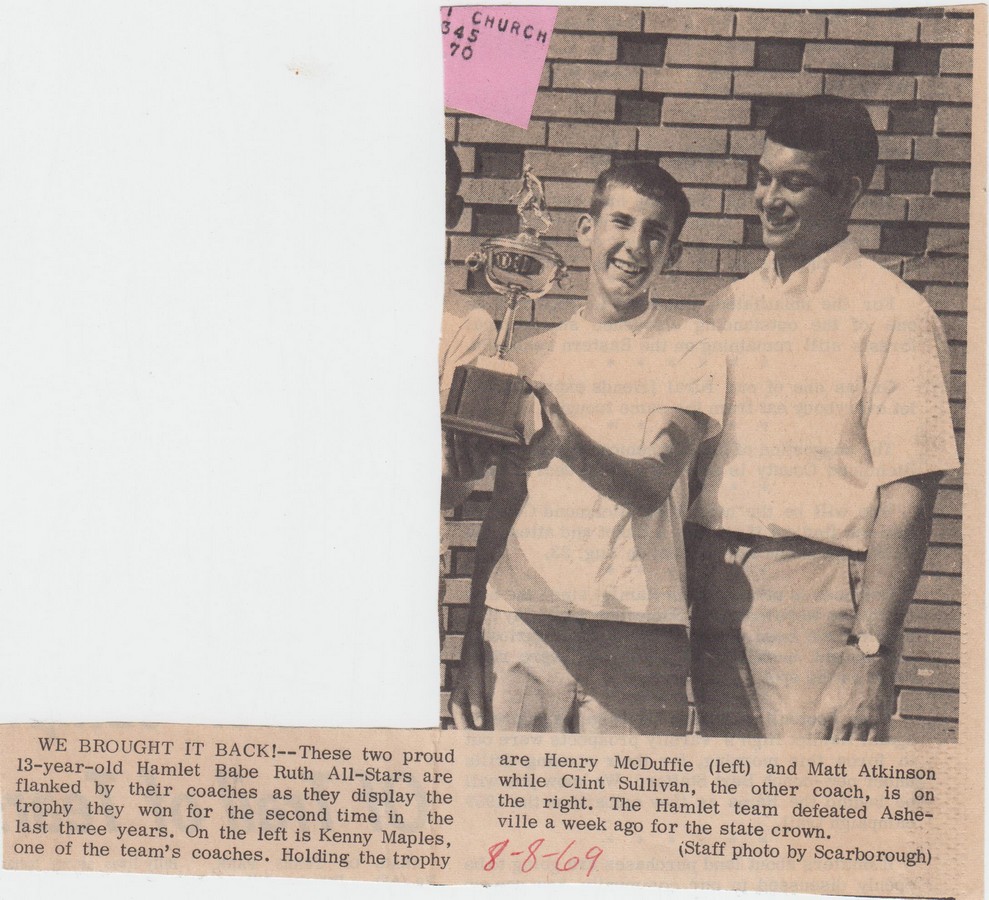 1 CHURCH
345
70
WE BROUGHT IT BACK!--These two proud
13-year-old Hamlet Babe Ruth All-Stars are
flanked by their coaches as they display the
trophy they won for the second time in the
last three years. On the left is Kenny Maples,
one of the team's coaches. Holding the trophy
are Henry McDuffie (left) and Matt Atkinson
while Clint Sullivan, the other coach, is on
the right. The Hamlet team defeated Ashe-
ville a week ago for the state crown.
(Staff photo by Scarborough)
8-8-69